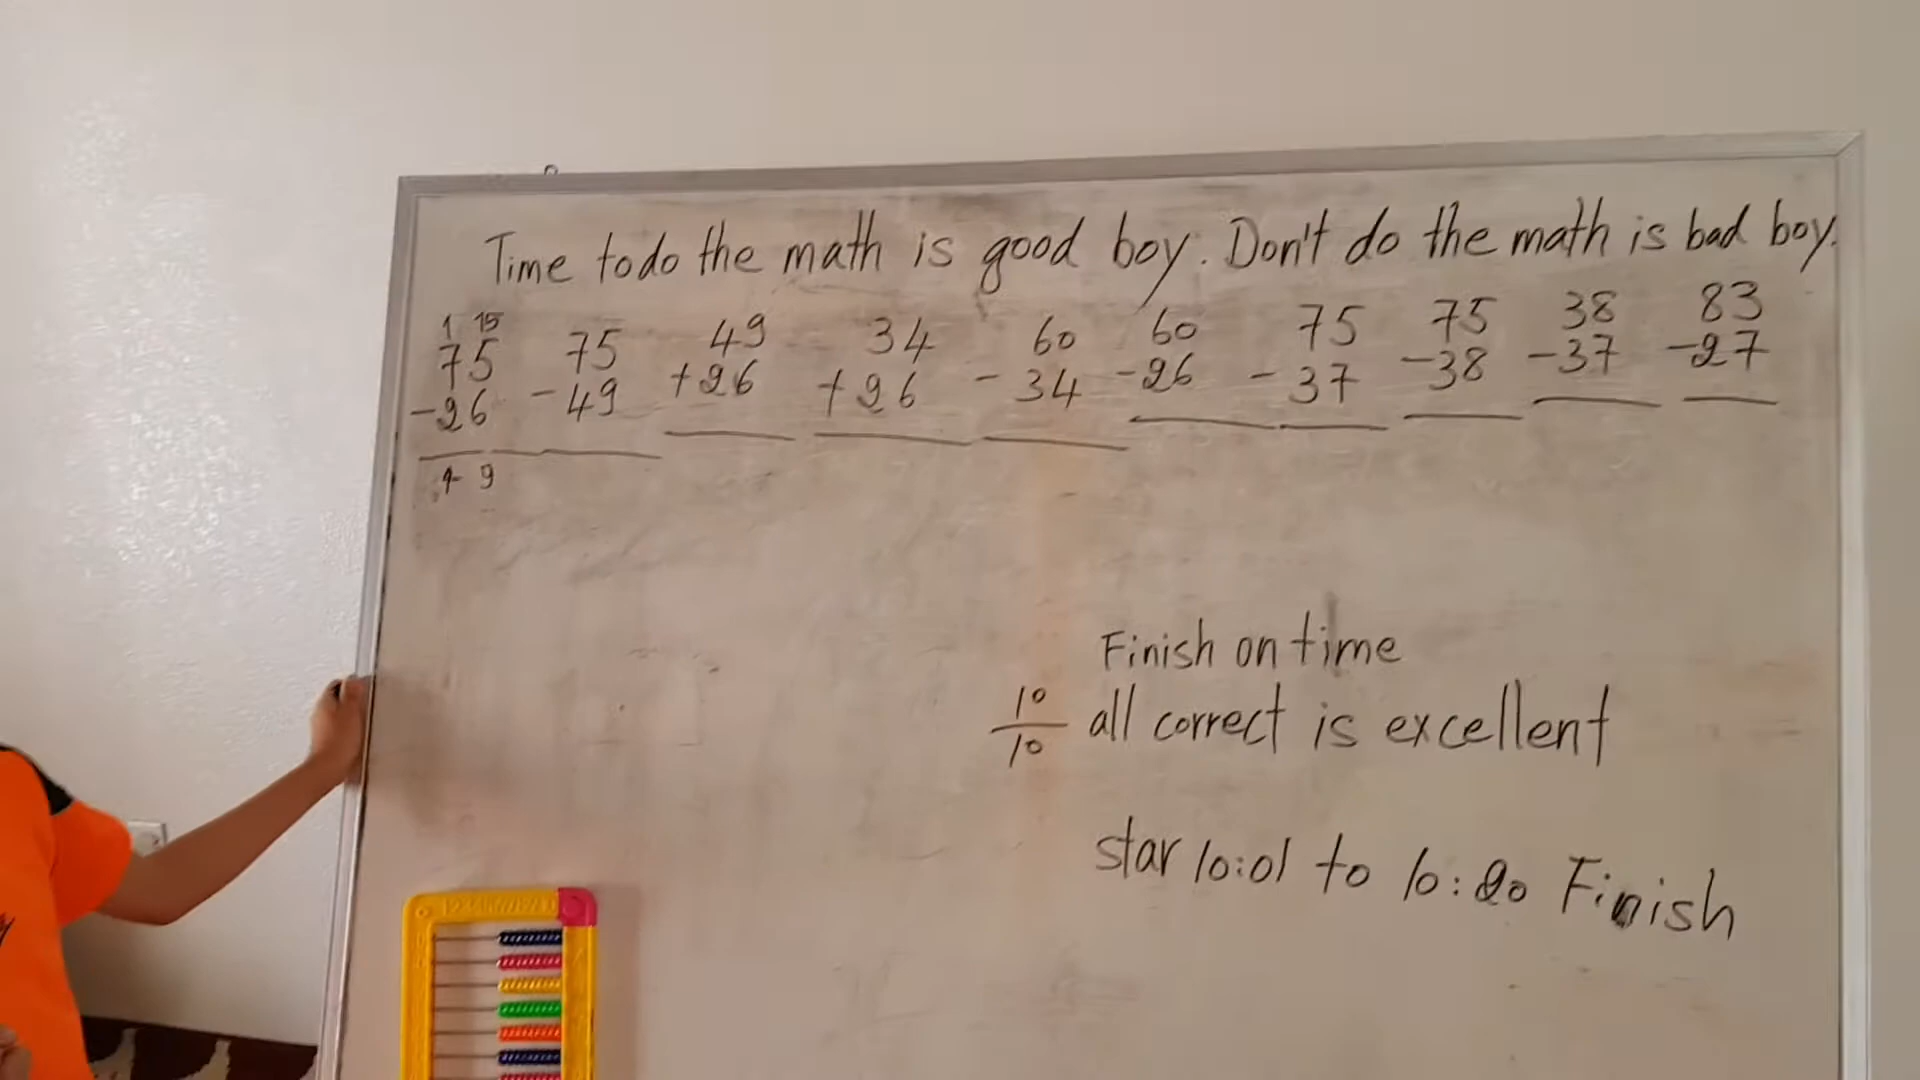 Time to do the math is good boy. Don't do the math is bad boy.
1 15
75 75 49 34 60 60 75 75 38 83
-26 -49 +26 +26 -34 -26 -37 -38 -37 -27
4 9
Finish on time
10
10 all correct is excellent
star 10:01 to 10:20 Finish